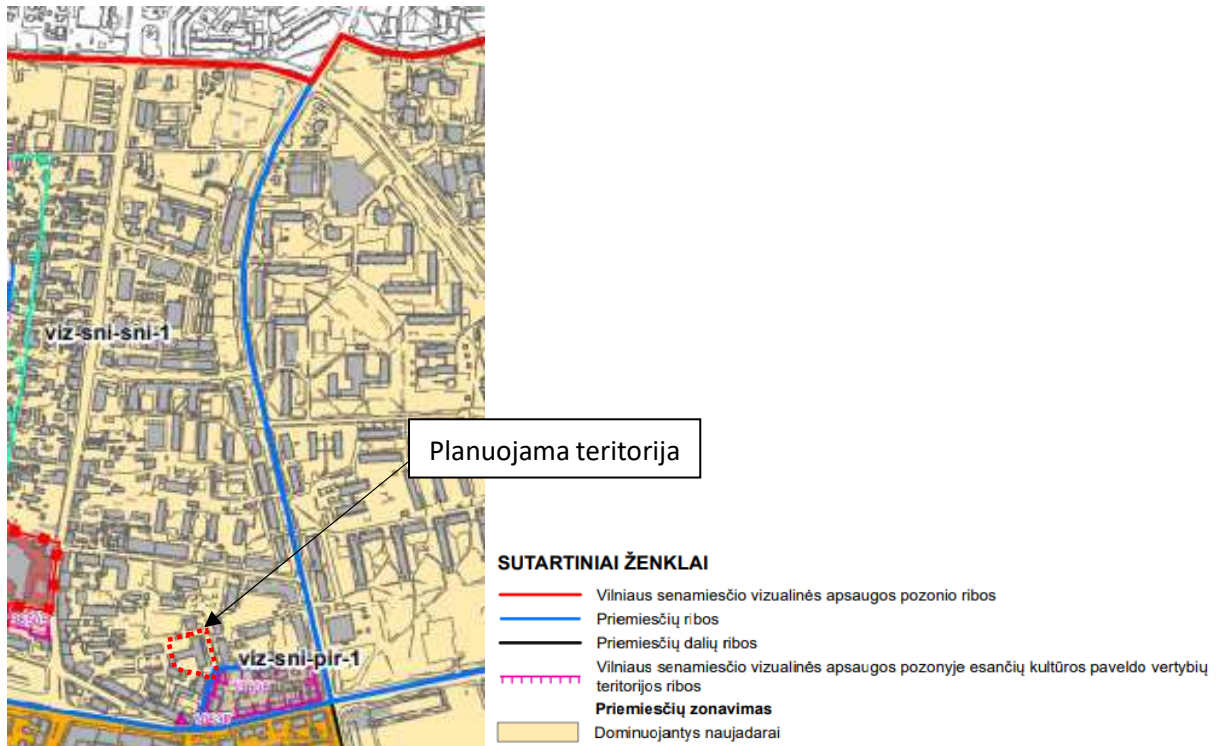 viz-sni-sni-1
Planuojama teritorija
viz-sni-pir-1
SUTARTINIAI ŽENKLAI
Vilniaus senamiesčio vizualinės apsaugos pozonio ribos
Priemiesčių ribos
Priemiesčių dalių ribos
Vilniaus senamiesčio vizualinės apsaugos pozonyje esančių kultūros paveldo vertybių
teritorijos ribos
Priemiesčių zonavimas
Dominuojantys naujadarai